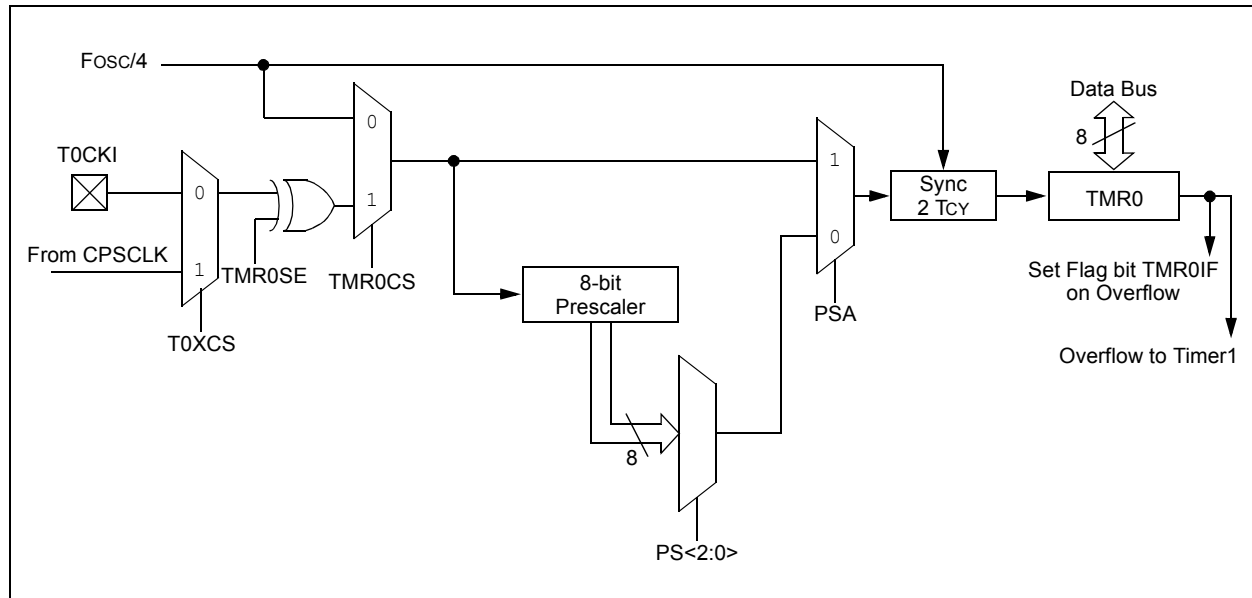 FOSC/4
Data Bus
8
T0CKI
0
1
0
1
1
0
Sync
2 TCY
TMR0
From CPSCLK
TMR0SE
TMR0CS
8-bit
Prescaler
PSA
Set Flag bit TMR0IF
on Overflow
T0XCS
Overflow to Timer1
8
PS<2:0>